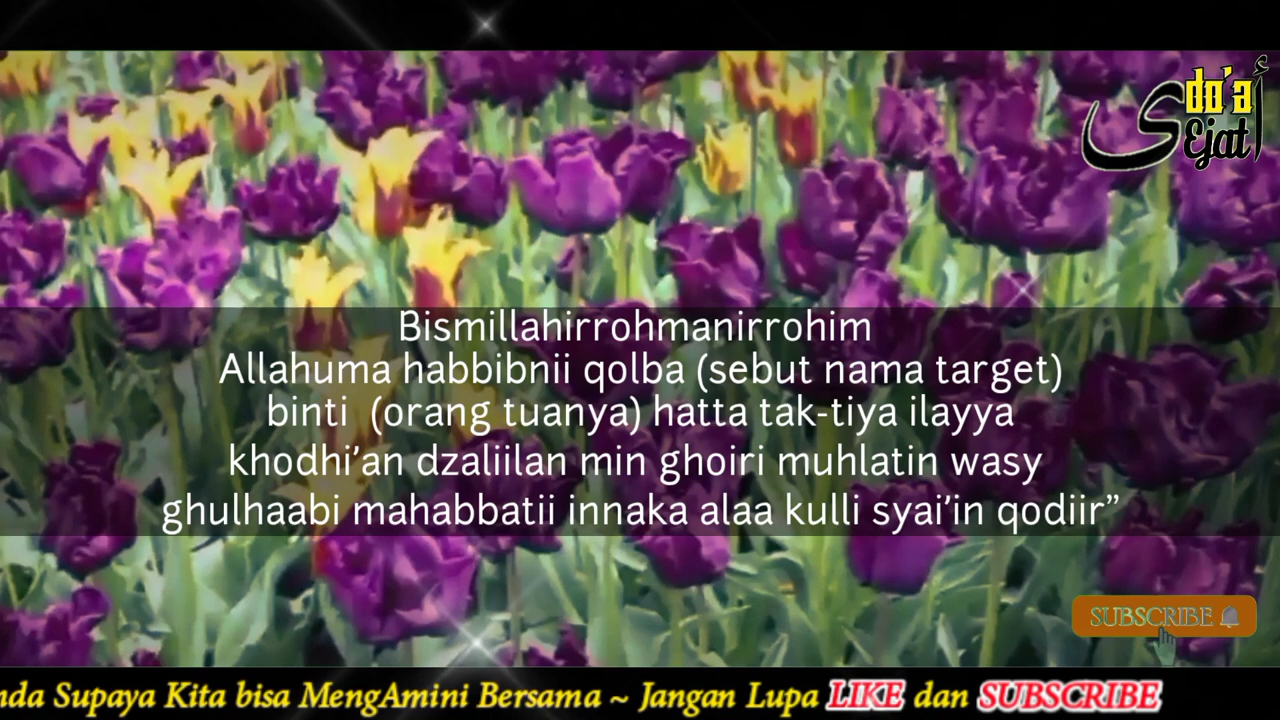 do'a
Ejati
Bismillahirrohmanirrohim
Allahuma habbibnii qolba (sebut nama target)
binti (orang tuanya) hatta tak-tiya ilayya
khodhi'an dzaliilan min ghoiri muhlatin wasy
ghulhaabi mahabbatii innaka alaa kulli syai'in qodiir”
SUBSCRIBE
nda Supaya Kita bisa MengAmini Bersama ~ Jangan Lupa LIKE dan SUBSCRIBE